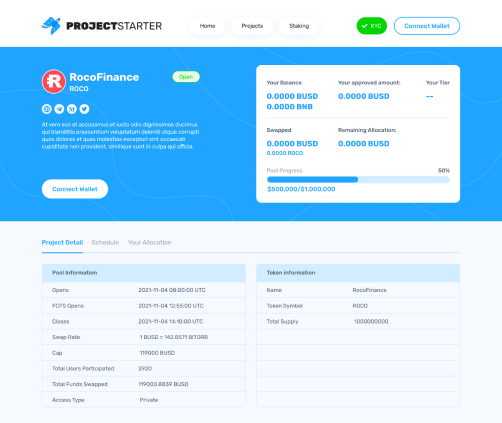 PROJECTSTARTER
Home
Projects
Staking
KYC
Connect Wallet
RocoFinance
ROCO
Open
At vero eos et accusamus et iusto odio dignissimos ducimus
qui blanditiis praesentium voluptatum deleniti atque corrupti
quos dolores et quas molestias excepturi sint occaecati
cupiditate non provident, similique sunt in culpa qui officia.
Connect Wallet
Your Balance
Your approved amount:
Your Tier
0.0000 BUSD
0.0000 BUSD
--
0.0000 BNB
Swapped
Remaining Allocation:
0.0000 BUSD
0.0000 BUSD
0.0000 ROCO
Pool Progress
50%
$500,000/$1,000,000
Project Detail
Schedule
Your Allocation
Pool Information
Opens 2021-11-04 08:00:00 UTC
FCFS Opens 2021-11-04 12:55:00 UTC
Closes 2021-11-04 14:10:00 UTC
Swap Rate 1 BUSD = 142.8571 BITORB
Cap 119000 BUSD
Total Users Participated 2920
Total Funds Swapped 119000.8839 BUSD
Access Type Private
Token information
Name RocoFinance
Token Symbol ROCO
Total Supply 1000000000